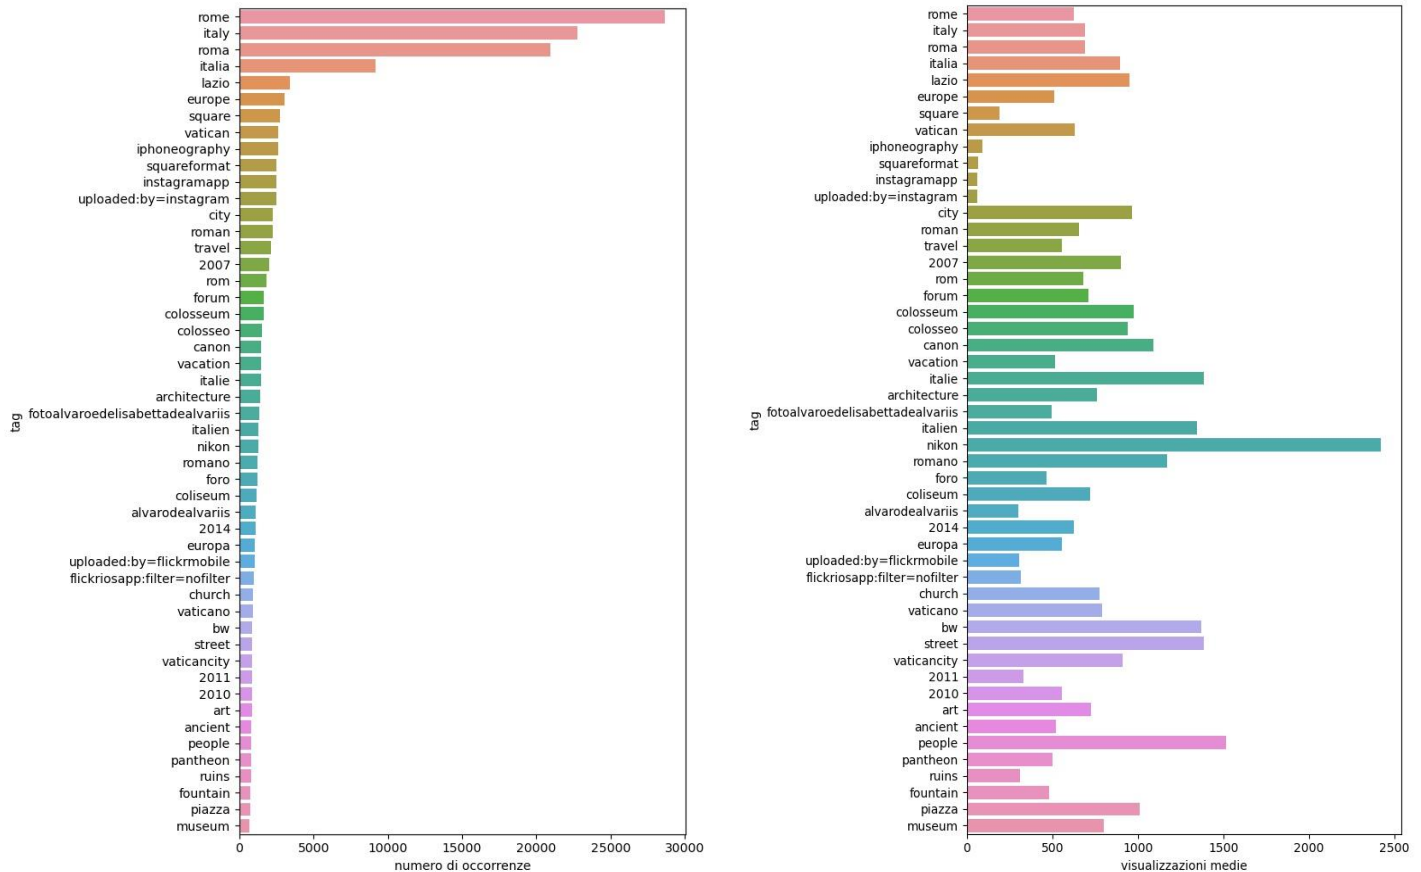 rome
italy
roma
italia
lazio
europe
square
vatican
iphoneography
squareformat
instagramapp
uploaded:by=instagram
city
roman
travel
2007
rom
forum
colosseum
colosseo
canon
vacation
italie
architecture
fotoalvaroedelisabettadealvariis
italien
nikon
romano
foro
coliseum
alvarodealvariis
2014
europa
uploaded:by=flickrmobile
flickriosapp:filter=nofilter
church
vaticano
bw
street
vaticancity
2011
2010
art
ancient
people
pantheon
ruins
fountain
piazza
museum
tag
0 5000 10000 15000 20000 25000 30000
numero di occorrenze
rome
italy
roma
italia
lazio
europe
square
vatican
iphoneography
squareformat
instagramapp
uploaded:by=instagram
city
roman
travel
2007
rom
forum
colosseum
colosseo
canon
vacation
italie
architecture
fotoalvaroedelisabettadealvariis
italien
nikon
romano
foro
coliseum
alvarodealvariis
2014
europa
uploaded:by=flickrmobile
flickriosapp:filter=nofilter
church
vaticano
bw
street
vaticancity
2011
2010
art
ancient
people
pantheon
ruins
fountain
piazza
museum
tag
0 500 1000 1500 2000 2500
visualizzazioni medie